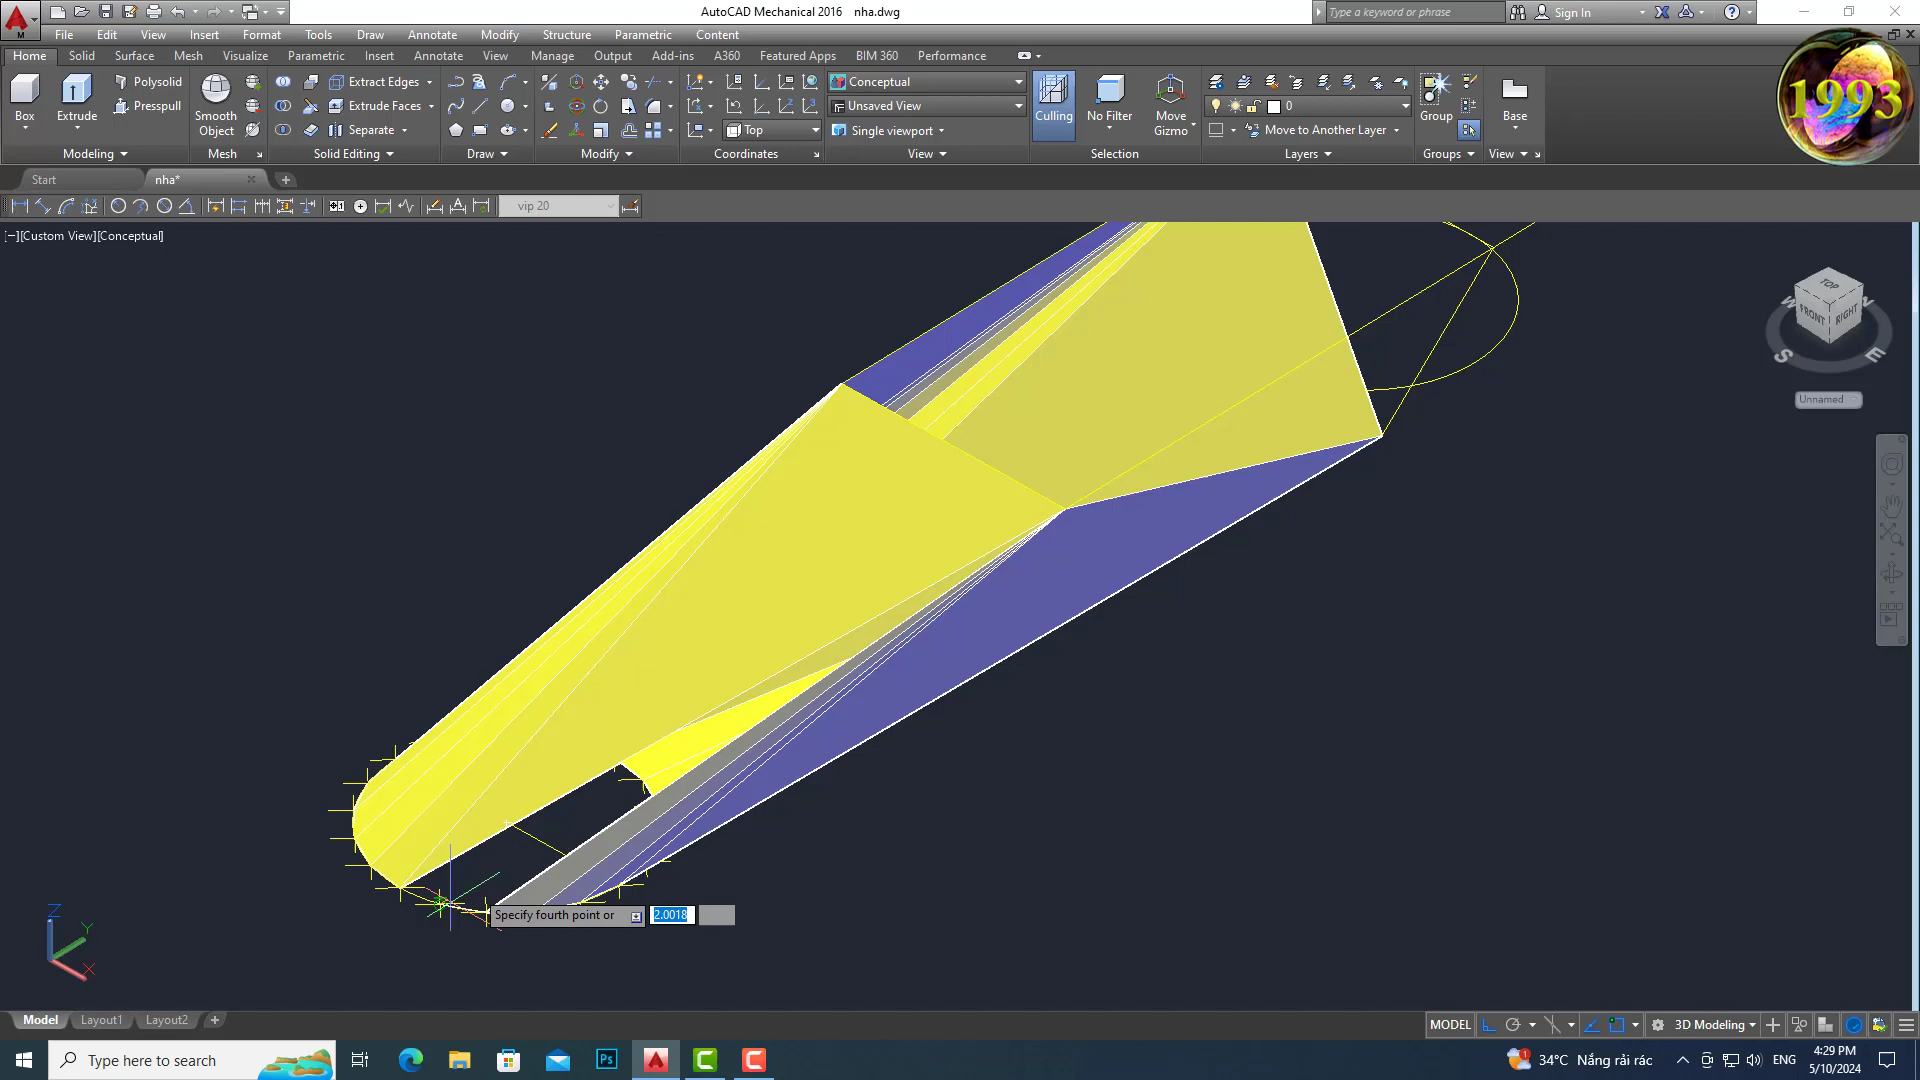 AutoCAD Mechanical 2016 nha.dwg
Type a keyword or phrase
Sign In
M
File Edit View Insert Format Tools Draw Annotate Modify Structure Parametric Content
Home Solid Surface Mesh Visualize Parametric Insert Annotate View Manage Output Add-ins A360 Featured Apps BIM 360 Performance
Box
Extrude
Polysolid
Presspull
Modeling
Smooth Object
Mesh
Extract Edges
Extrude Faces
Separate
Solid Editing
Draw
Modify
Top
Coordinates
Conceptual
Unsaved View
Single viewport
View
Culling
No Filter
Move Gizmo
Selection
0
Move to Another Layer
Layers
Group
Groups
Base
View
1993
Start nha*
vip 20
[−][Custom View][Conceptual]
TOP
FRONT
RIGHT
W
N
S
E
Unnamed
Specify fourth point or 2.0018
Z
Y
X
Model Layout1 Layout2
MODEL
3D Modeling
Type here to search
Ps
1
34°C Nắng rải rác
ENG
4:29 PM
5/10/2024